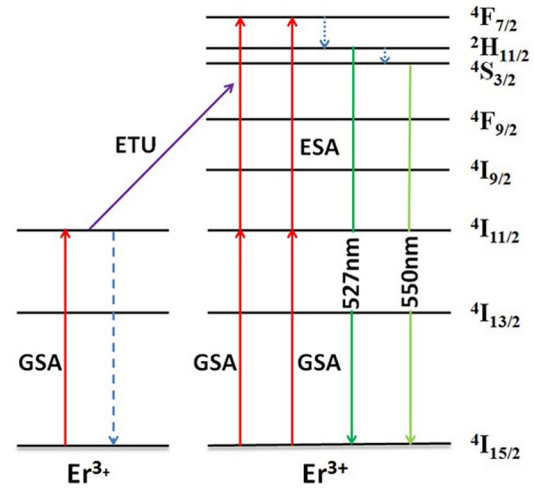 ⁴F₇/₂
²H₁₁/₂
⁴S₃/₂
⁴F₉/₂
ETU
ESA
⁴I₉/₂
⁴I₁₁/₂
527nm
550nm
⁴I₁₃/₂
GSA
GSA
GSA
⁴I₁₅/₂
Er³⁺
Er³⁺